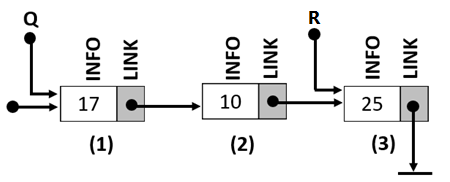 Q R
INFO LINK INFO LINK INFO LINK
17 10 25
(1) (2) (3)